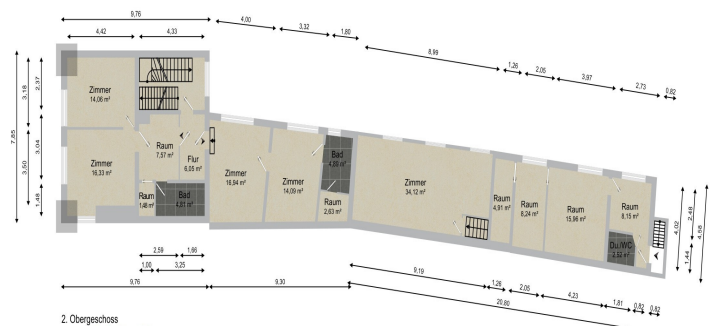 9,76
4,42
4,33
4,00
3,32
1,80
8,99
1,26
2,05
3,97
2,73
0,82
7,85
3,18
3,50
2,37
3,04
1,48
Zimmer
14,06 m²
Zimmer
16,33 m²
Raum
7,57 m²
Flur
6,05 m²
Raum
1,48 m²
Bad
4,81 m²
Zimmer
16,94 m²
Zimmer
14,09 m²
Bad
4,09 m²
Raum
2,63 m²
Zimmer
34,12 m²
Raum
4,91 m²
Raum
8,24 m²
Raum
15,96 m²
Raum
8,15 m²
Du./WC
2,52 m²
4,02
2,48
1,44
4,58
2,59
1,66
1,00
3,25
9,76
9,30
9,19
1,26
2,05
4,23
1,81
0,82
0,82
20,80
2. Obergeschoss